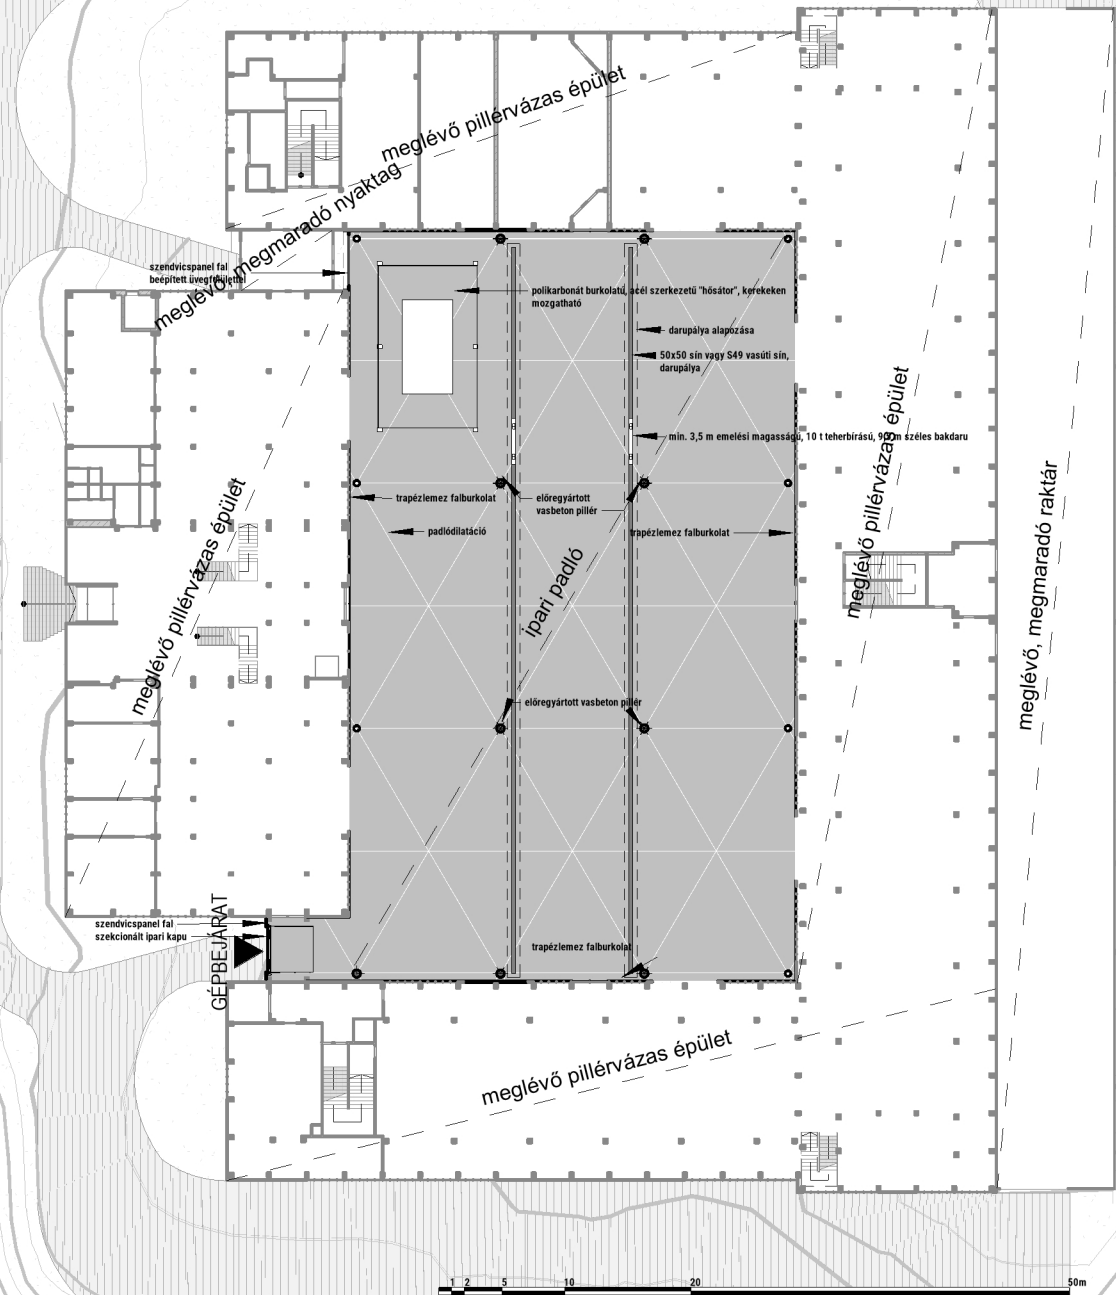 meglévő pillérvázas épület
meglévő, megmaradó nyaktag
szendvicspanel fal
beépített üvegfelülettel
polikarbonát burkolatú, acél szerkezetű "hősátor", kerekeken
mozgatható
darupálya alapozása
50x50 sín vagy S49 vasúti sín,
darupálya
min. 3,5 m emelési magasságú, 10 t teherbírású, m széles bakdaru
trapézlemez falburkolat
előregyártott
vasbeton pillér
padlódilatáció
trapézlemez falburkolat
meglévő pillérvázas épület
ipari padló
meglévő pillérvázas épület
meglévő, megmaradó raktár
előregyártott vasbeton pillér
szendvicspanel fal
szekcionált ipari kapu
GÉPBEJÁRAT
trapézlemez falburkolat
meglévő pillérvázas épület
1 2 5 10 20 50m